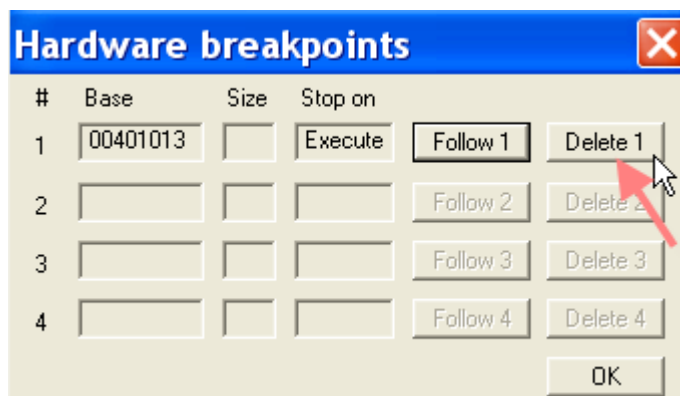 Hardware breakpoints
# Base Size Stop on
1 00401013 Execute Follow 1 Delete 1
2 Follow 2 Delete 2
3 Follow 3 Delete 3
4 Follow 4 Delete 4
OK